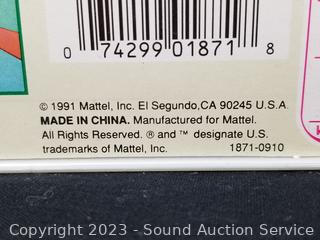 0 74299 01871 8
© 1991 Mattel, Inc. El Segundo,CA 90245 U.S.A.
MADE IN CHINA. Manufactured for Mattel.
All Rights Reserved. ® and ™ designate U.S.
trademarks of Mattel, Inc. 1871-0910
Copyright 2023 - Sound Auction Service